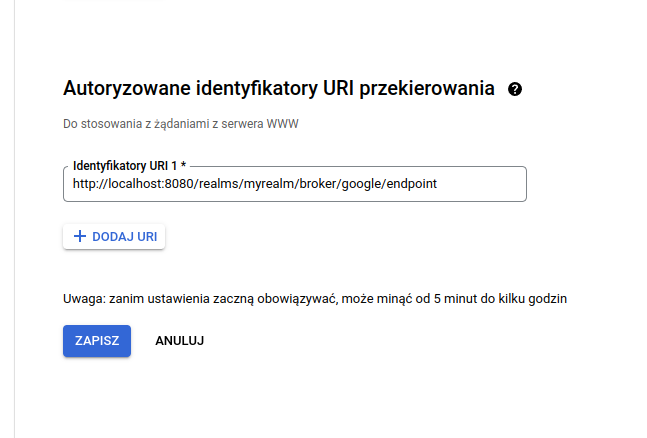 Autoryzowane identyfikatory URI przekierowania ?
Do stosowania z żądaniami z serwera WWW
Identyfikatory URI 1 *
http://localhost:8080/realms/myrealm/broker/google/endpoint
+ DODAJ URI
Uwaga: zanim ustawienia zaczną obowiązywać, może minąć od 5 minut do kilku godzin
ZAPISZ ANULUJ